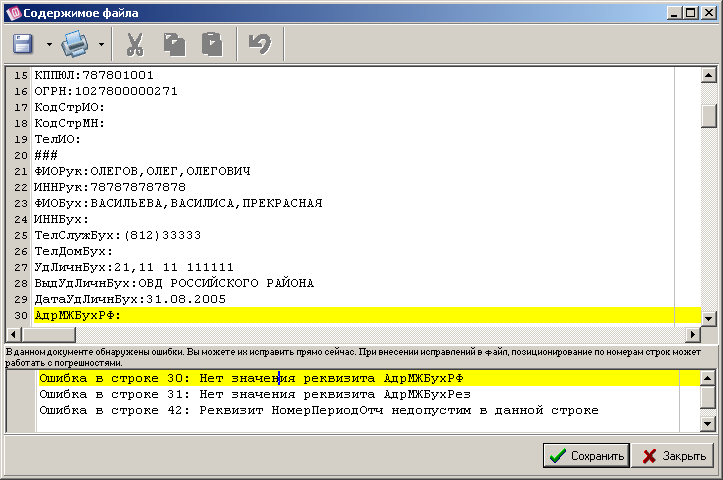 Содержимое файла
15 КППЮЛ:787801001
16 ОГРН:1027800000271
17 КодСтрИО:
18 КодСтрМН:
19 ТелИО:
20 ###
21 ФИОРук:ОЛЕГОВ,ОЛЕГ,ОЛЕГОВИЧ
22 ИННРук:787878787878
23 ФИОБух:ВАСИЛЬЕВА,ВАСИЛИСА,ПРЕКРАСНАЯ
24 ИННБух:
25 ТелСлужБух:(812)33333
26 ТелДомБух:
27 УдЛичнБух:21,11 11 111111
28 ВыдУдЛичнБух:ОВД РОССИЙСКОГО РАЙОНА
29 ДатаУдЛичнБух:31.08.2005
30 АдрМЖБухРФ:
В данном документе обнаружены ошибки. Вы можете их исправить прямо сейчас. При внесении исправлений в файл, позиционирование по номерам строк может
работать с погрешностями.
Ошибка в строке 30: Нет значения реквизита АдрМЖБухРФ
Ошибка в строке 31: Нет значения реквизита АдрМЖБухРез
Ошибка в строке 42: Реквизит НомерПериодОтч недопустим в данной строке
Сохранить Закрыть